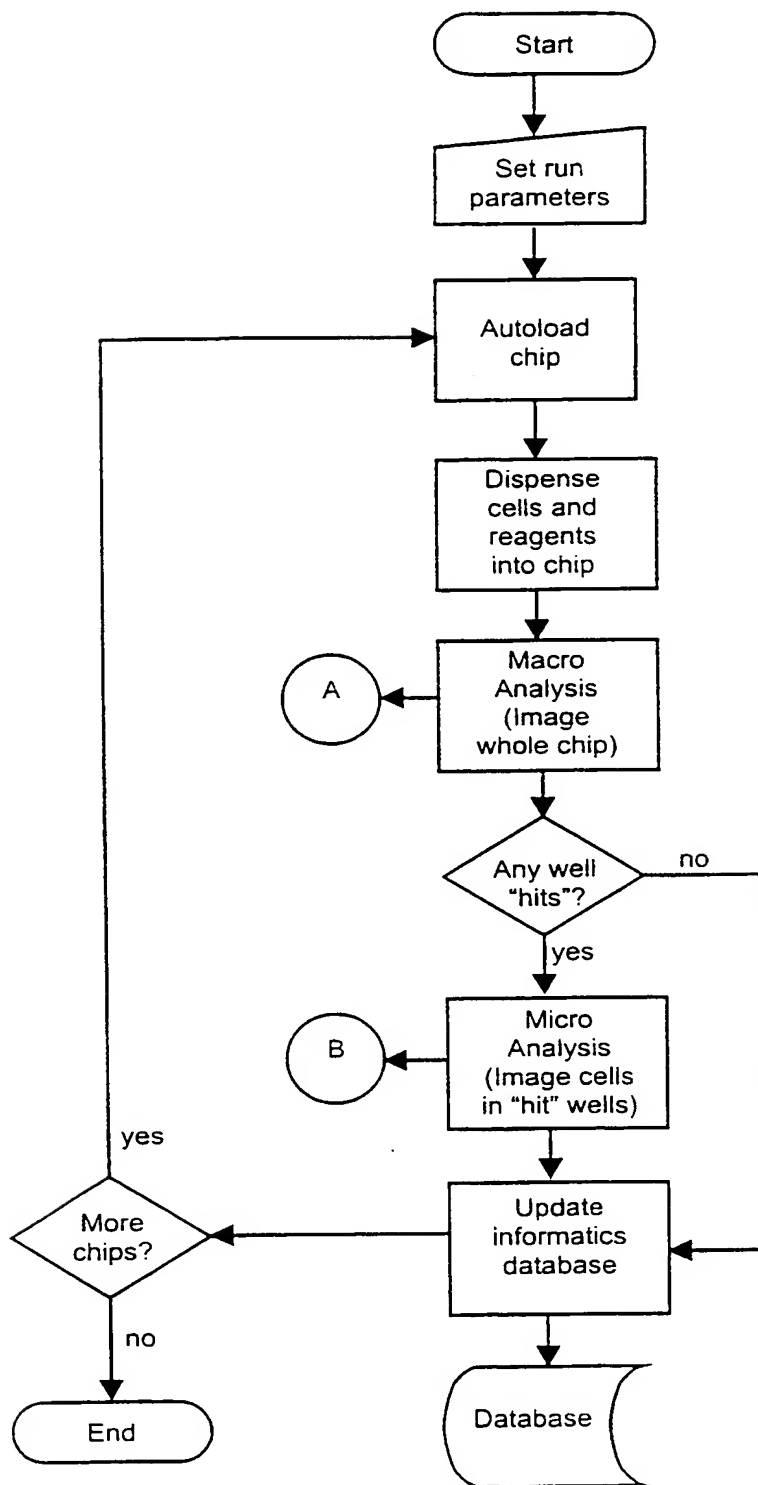 Start
Set run
parameters
Autoload
chip
Dispense
cells and
reagents
into chip
Macro
Analysis
(Image
whole chip)
A
Any well
"hits"?
no
yes
Micro
Analysis
(Image cells
in "hit" wells)
B
yes
Update
informatics
database
More
chips?
no
Database
End